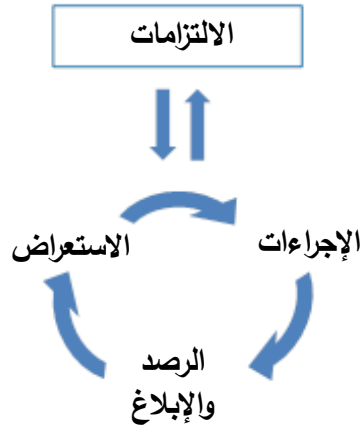 الالتزامات
الإجراءات
الاستعراض
الرصد
والإبلاغ